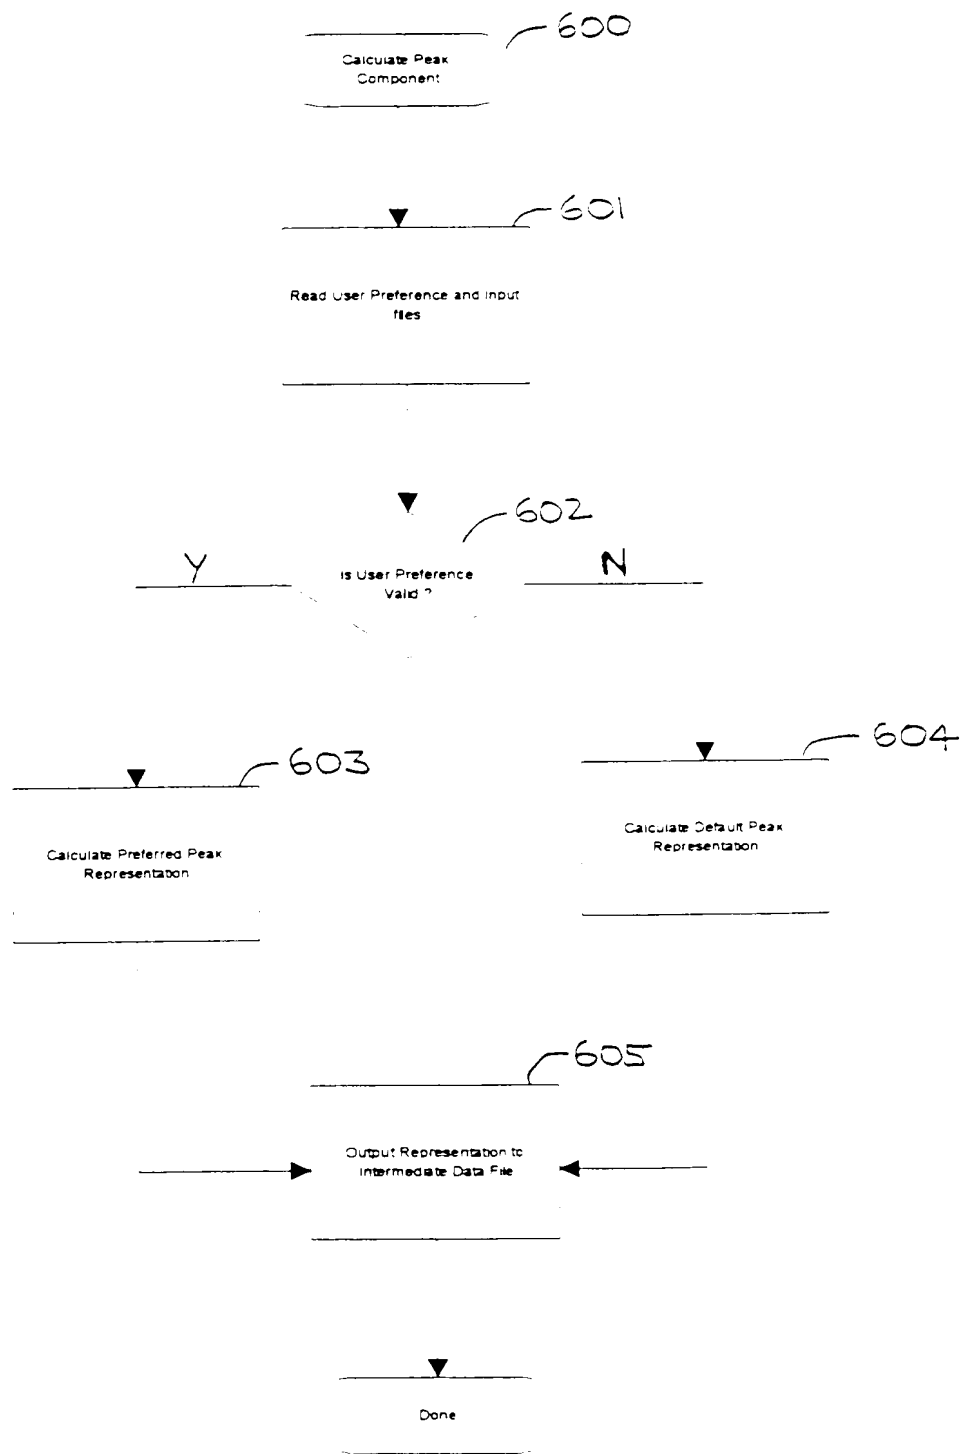 600
Calculate Peak
Component
601
Read User Preference and Input
files
602
Y
Is User Preference
Valid ?
N
603
Calculate Preferred Peak
Representation
604
Calculate Default Peak
Representation
605
Output Representation to
Intermediate Data File
Done